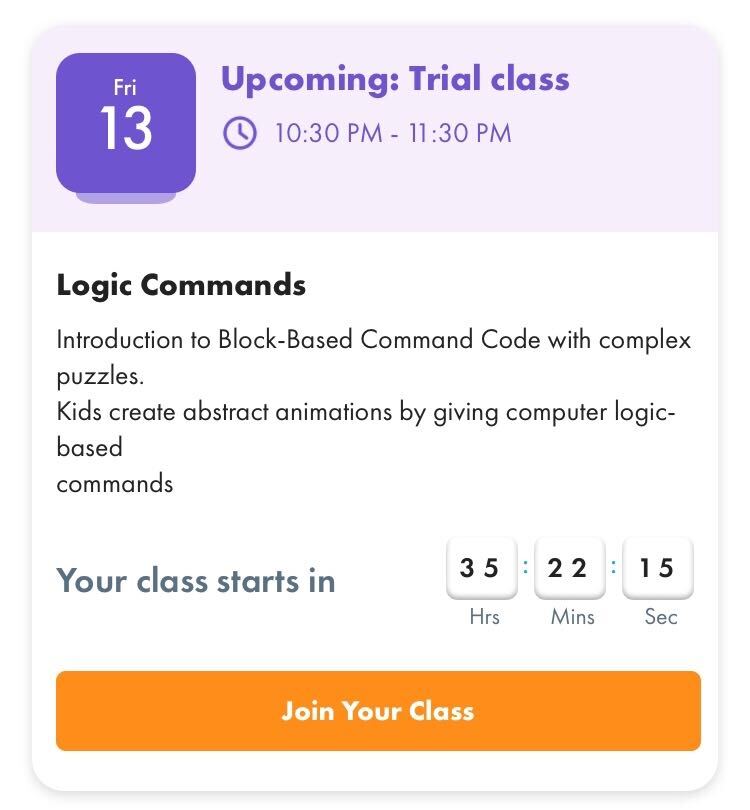 Fri
13
Upcoming: Trial class
10:30 PM - 11:30 PM
Logic Commands
Introduction to Block-Based Command Code with complex
puzzles.
Kids create abstract animations by giving computer logic-
based
commands
Your class starts in
35 : 22 : 15
Hrs Mins Sec
Join Your Class